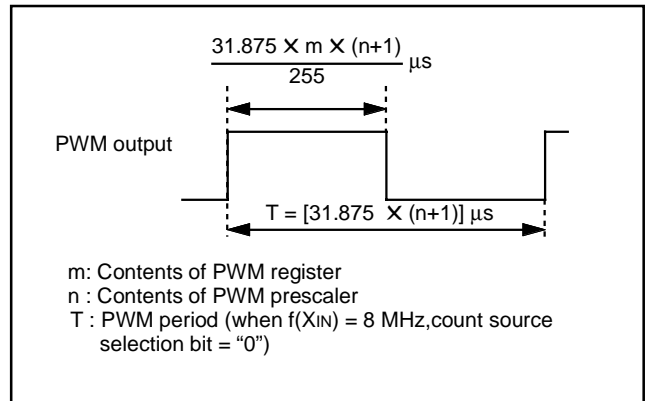 31.875 X m X (n+1)
255
μs
PWM output
T = [31.875 X (n+1)] μs
m: Contents of PWM register
n : Contents of PWM prescaler
T : PWM period (when f(XIN) = 8 MHz,count source
selection bit = “0”)